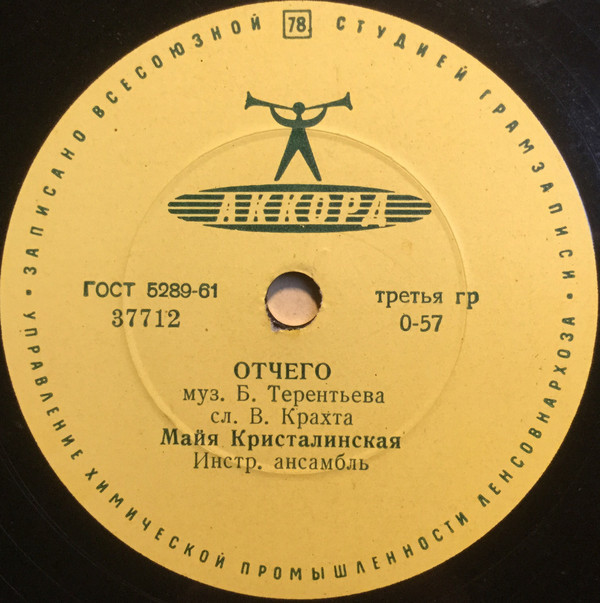 ЗАПИСАНО ВСЕСОЮЗНОЙ 78 СТУДИЕЙ ГРАМЗАПИСИ
АККОРД
ГОСТ 5289-61
37712
третья гр
0-57
ОТЧЕГО
муз. Б. Терентьева
сл. В. Крахта
Майя Кристалинская
Инстр. ансамбль
УПРАВЛЕНИЕ ХИМИЧЕСКОЙ ПРОМЫШЛЕННОСТИ ЛЕНСОВНАРХОЗА